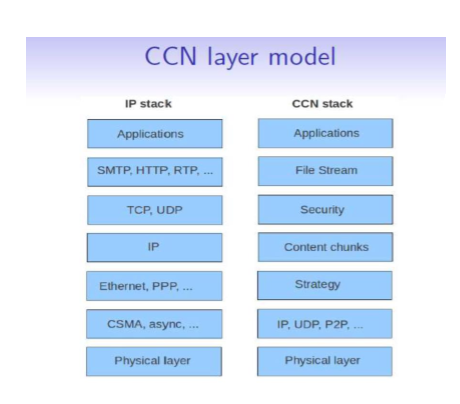 CCN layer model
IP stack
CCN stack
Applications
Applications
SMTP, HTTP, RTP, ...
File Stream
TCP, UDP
Security
IP
Content chunks
Ethernet, PPP, ...
Strategy
CSMA, async, ...
IP, UDP, P2P, ...
Physical layer
Physical layer